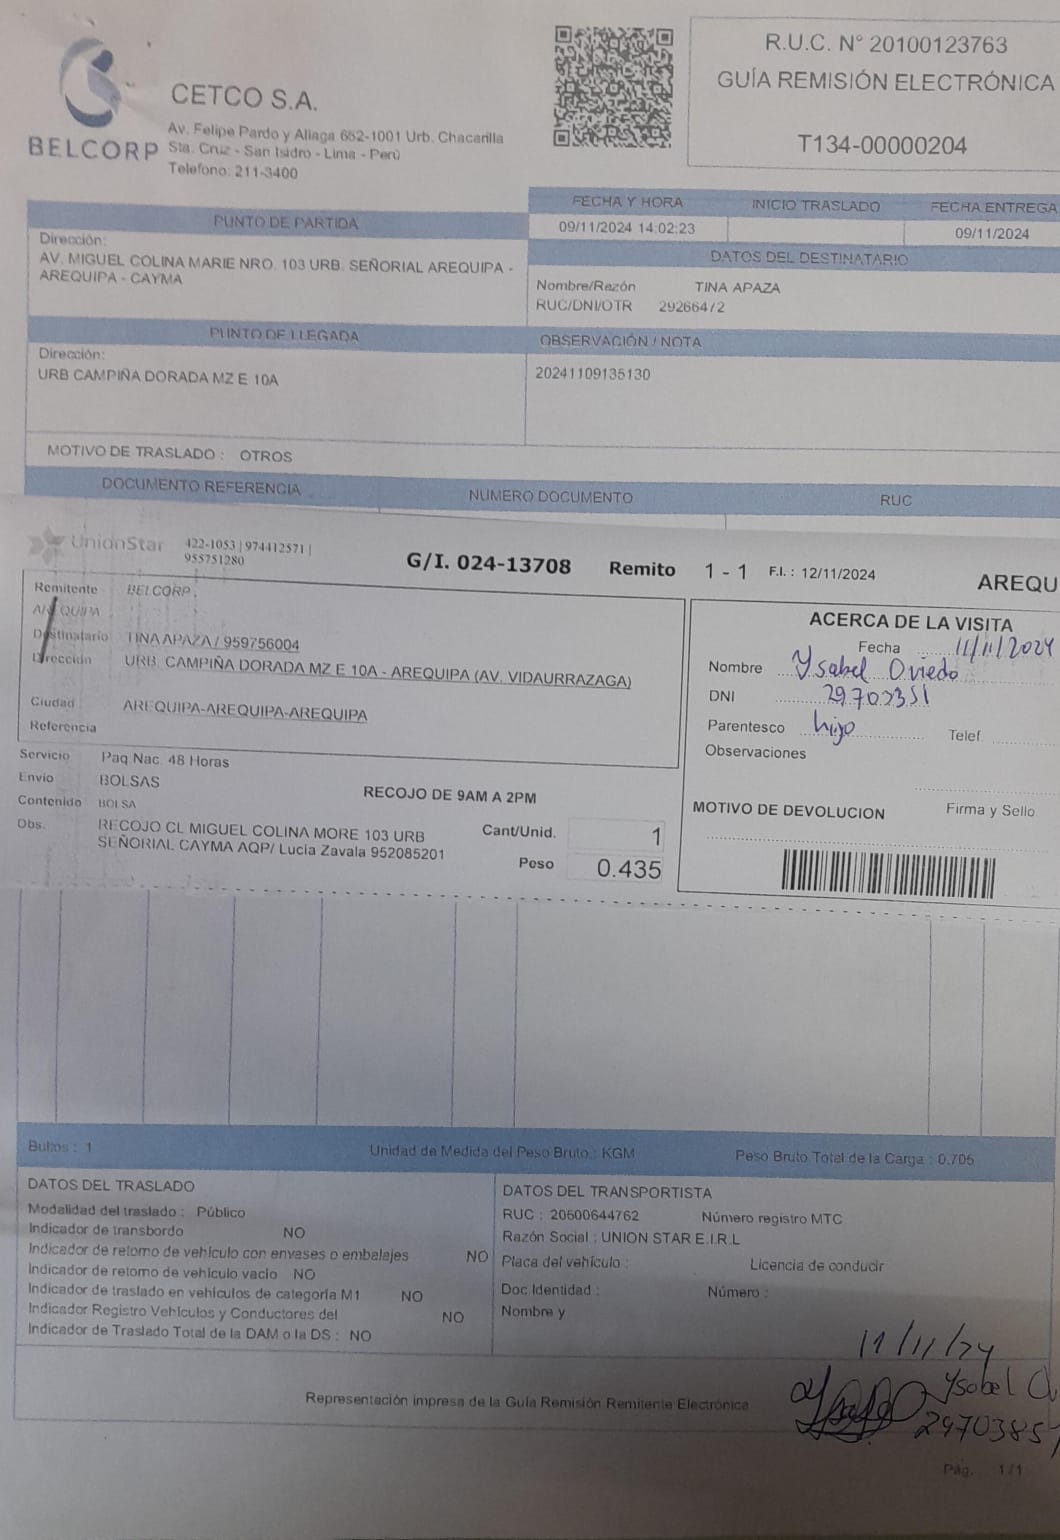 BELCORP
CETCO S.A.
Av. Felipe Pardo y Aliaga 652-1001 Urb. Chacarilla
Sta. Cruz - San Isidro - Lima - Perú
Telefono: 211-3400
R.U.C. N° 20100123763
GUÍA REMISIÓN ELECTRÓNICA
T134-00000204
PUNTO DE PARTIDA
Dirección:
AV. MIGUEL COLINA MARIE NRO. 103 URB. SEÑORIAL AREQUIPA -
AREQUIPA - CAYMA
FECHA Y HORA INICIO TRASLADO FECHA ENTREGA
09/11/2024 14:02:23 09/11/2024
DATOS DEL DESTINATARIO
Nombre/Razón TINA APAZA
RUC/DNI/OTR 29266472
PUNTO DE LLEGADA
Dirección:
URB CAMPIÑA DORADA MZ E 10A
OBSERVACIÓN / NOTA
20241109135130
MOTIVO DE TRASLADO : OTROS
DOCUMENTO REFERENCIA NUMERO DOCUMENTO RUC
UnionStar 422-1053 | 974412571 |
955751280
G/I. 024-13708 Remito 1 - 1 F.I. : 12/11/2024 AREQU
Remitente BELCORP .
AREQUIPA
Destinatario TINA APAZA / 959756004
Dirección URB. CAMPIÑA DORADA MZ E 10A - AREQUIPA (AV. VIDAURRAZAGA)
Ciudad AREQUIPA-AREQUIPA-AREQUIPA
Referencia
Servicio Paq Nac. 48 Horas
Envio BOLSAS
Contenido BOLSA
RECOJO DE 9AM A 2PM
Obs. RECOJO CL MIGUEL COLINA MORE 103 URB
SEÑORIAL CAYMA AQP/ Lucia Zavala 952085201
Cant/Unid. 1
Peso 0.435
ACERCA DE LA VISITA
Fecha 11/11/2024
Nombre Ysabel Oviedo
DNI
Parentesco hijo Telef.
Observaciones
MOTIVO DE DEVOLUCION Firma y Sello
Bultos : 1 Unidad de Medida del Peso Bruto : KGM Peso Bruto Total de la Carga : 0.705
DATOS DEL TRASLADO
Modalidad del traslado : Público
Indicador de transbordo NO
Indicador de retorno de vehículo con envases o embalajes NO
Indicador de retorno de vehículo vacio NO
Indicador de traslado en vehículos de categoría M1 NO
Indicador Registro Vehículos y Conductores del NO
Indicador de Traslado Total de la DAM o la DS : NO
DATOS DEL TRANSPORTISTA
RUC : 20500644762 Número registro MTC
Razón Social : UNION STAR E.I.R.L
Placa del vehículo : Licencia de conducir
Doc Identidad : Número :
Nombre y
11/11/24
Ysabel
2970385
Representación impresa de la Guía Remisión Remitente Electrónica
Pág. 1/1